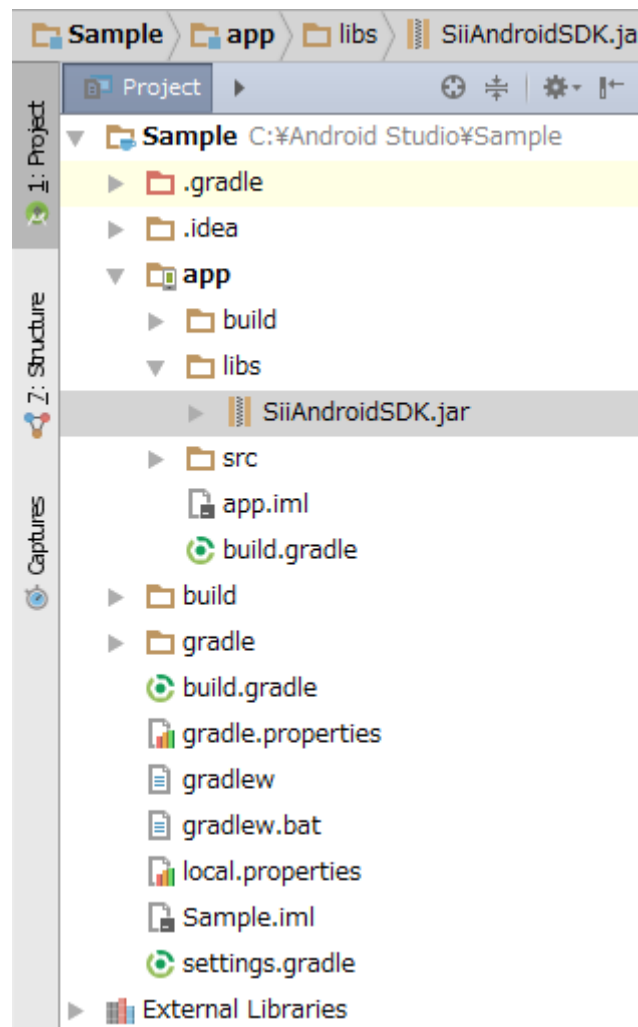 Sample app libs SiiAndroidSDK.ja
Project
1: Project
Sample C:¥Android Studio¥Sample
.gradle
.idea
app
build
7: Structure
libs
SiiAndroidSDK.jar
src
Captures
app.iml
build.gradle
build
gradle
build.gradle
gradle.properties
gradlew
gradlew.bat
local.properties
Sample.iml
settings.gradle
External Libraries